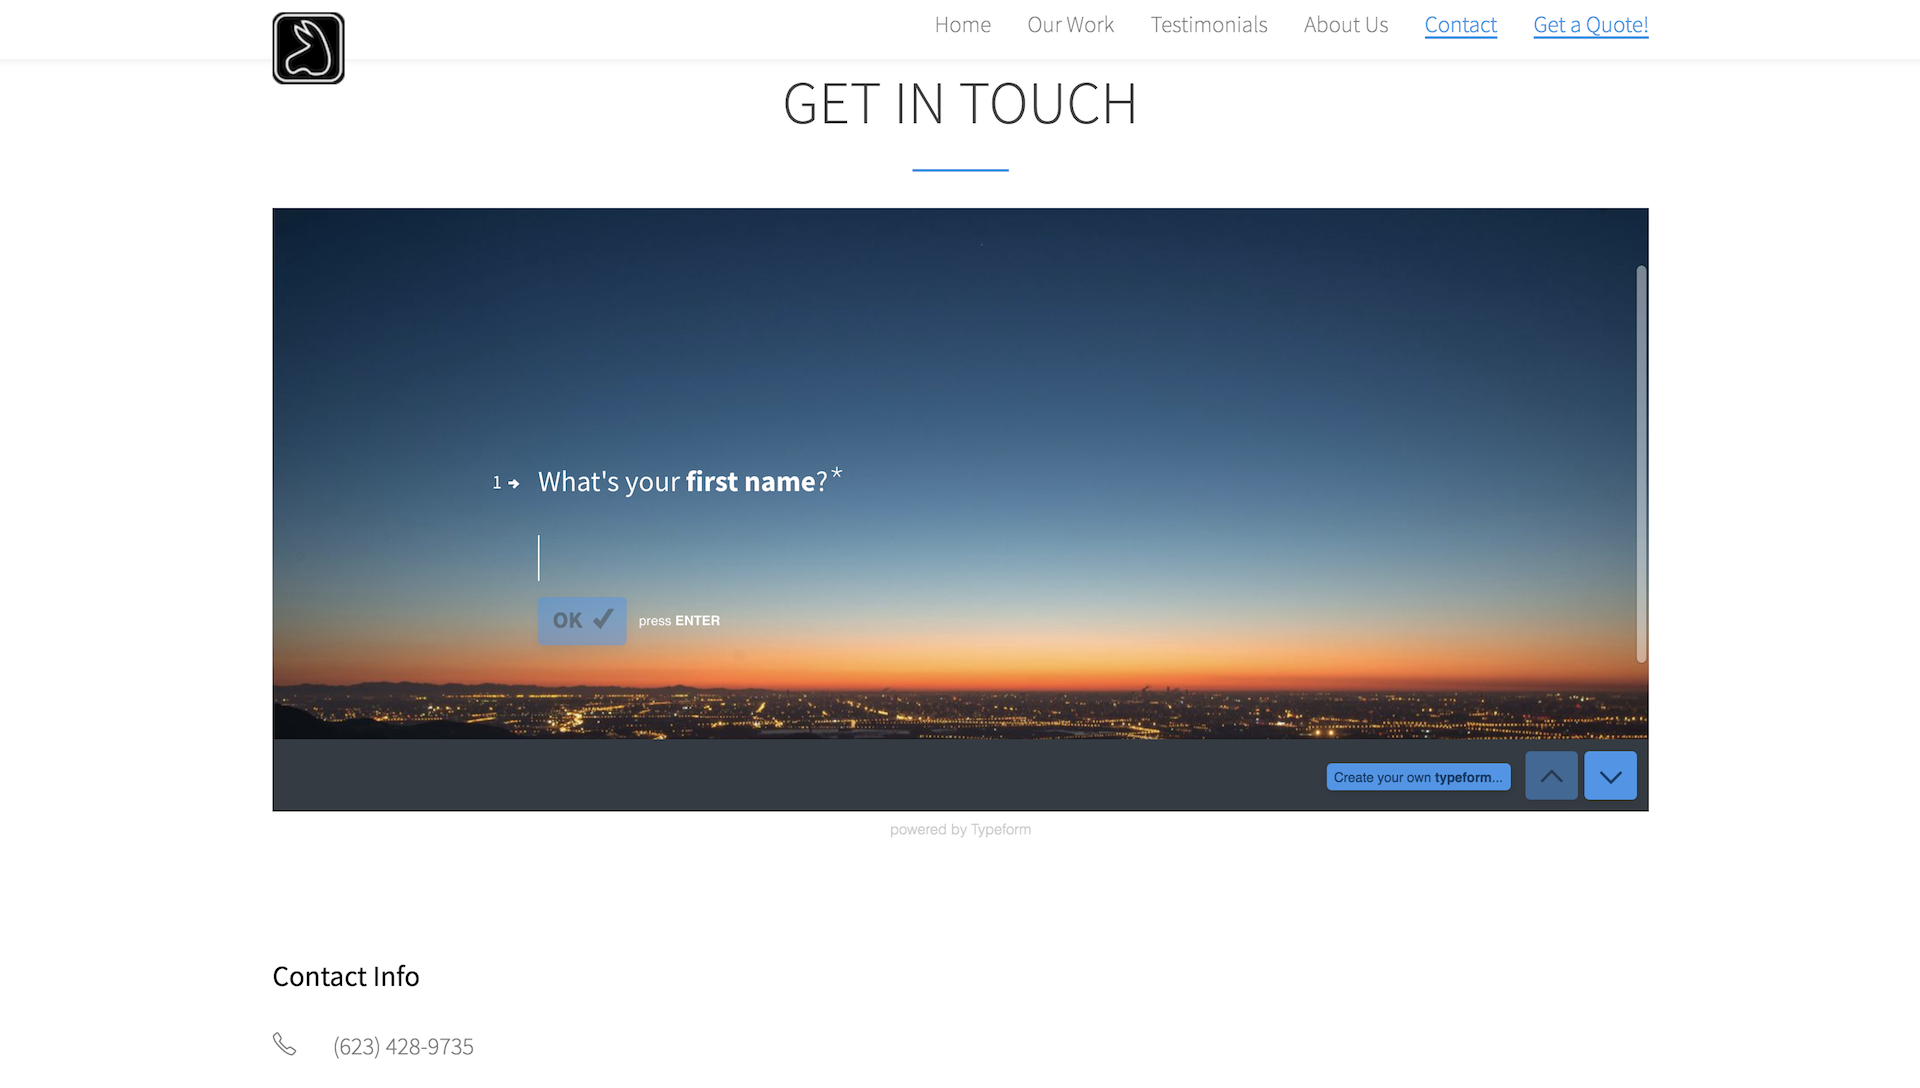 Home Our Work Testimonials About Us Contact Get a Quote!
GET IN TOUCH
1 → What's your first name?*
OK ✓ press ENTER
Create your own typeform...
powered by Typeform
Contact Info
(623) 428-9735